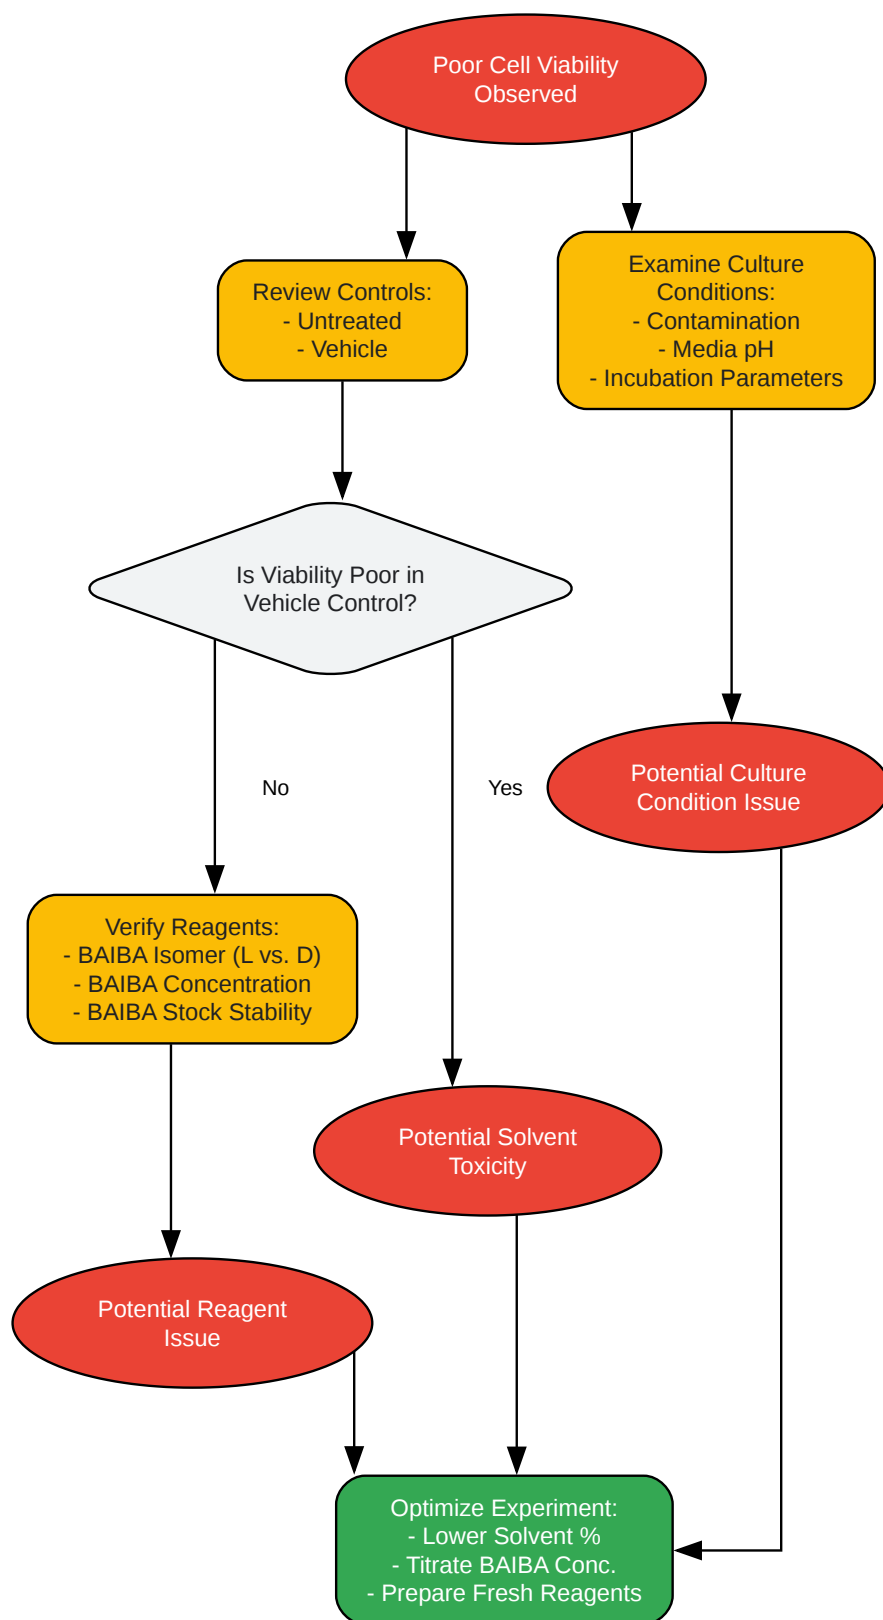 Poor Cell Viability
Observed
Review Controls:
- Untreated
- Vehicle
Examine Culture
Conditions:
- Contamination
- Media pH
- Incubation Parameters
Is Viability Poor in
Vehicle Control?
No
Yes
Potential Culture
Condition Issue
Verify Reagents:
- BAIBA Isomer (L vs. D)
- BAIBA Concentration
- BAIBA Stock Stability
Potential Solvent
Toxicity
Potential Reagent
Issue
Optimize Experiment:
- Lower Solvent %
- Titrate BAIBA Conc.
- Prepare Fresh Reagents